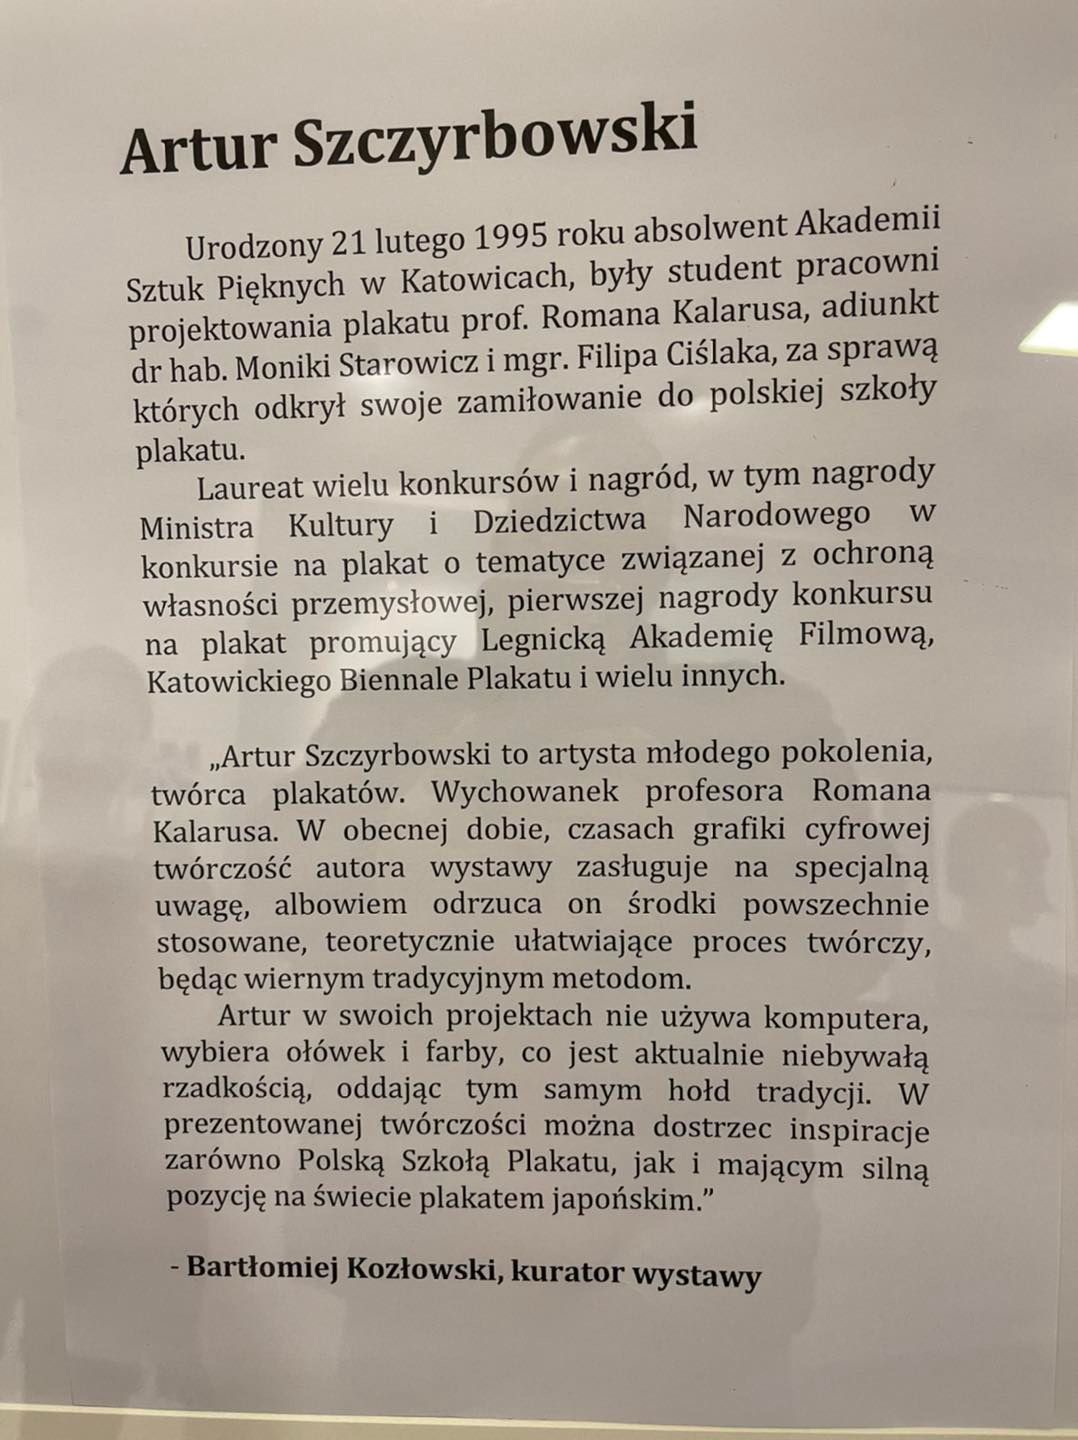 Artur Szczyrbowski
Urodzony 21 lutego 1995 roku absolwent Akademii
Sztuk Pięknych w Katowicach, były student pracowni
projektowania plakatu prof. Romana Kalarusa, adiunkt
dr hab. Moniki Starowicz i mgr. Filipa Ciślaka, za sprawą
których odkrył swoje zamiłowanie do polskiej szkoły
plakatu.
Laureat wielu konkursów i nagród, w tym nagrody
Ministra Kultury i Dziedzictwa Narodowego w
konkursie na plakat o tematyce związanej z ochroną
własności przemysłowej, pierwszej nagrody konkursu
na plakat promujący Legnicką Akademię Filmową,
Katowickiego Biennale Plakatu i wielu innych.
„Artur Szczyrbowski to artysta młodego pokolenia,
twórca plakatów. Wychowanek profesora Romana
Kalarusa. W obecnej dobie, czasach grafiki cyfrowej
twórczość autora wystawy zasługuje na specjalną
uwagę, albowiem odrzuca on środki powszechnie
stosowane, teoretycznie ułatwiające proces twórczy,
będąc wiernym tradycyjnym metodom.
Artur w swoich projektach nie używa komputera,
wybiera ołówek i farby, co jest aktualnie niebywałą
rzadkością, oddając tym samym hołd tradycji. W
prezentowanej twórczości można dostrzec inspiracje
zarówno Polską Szkołą Plakatu, jak i mającym silną
pozycję na świecie plakatem japońskim.”
- Bartłomiej Kozłowski, kurator wystawy